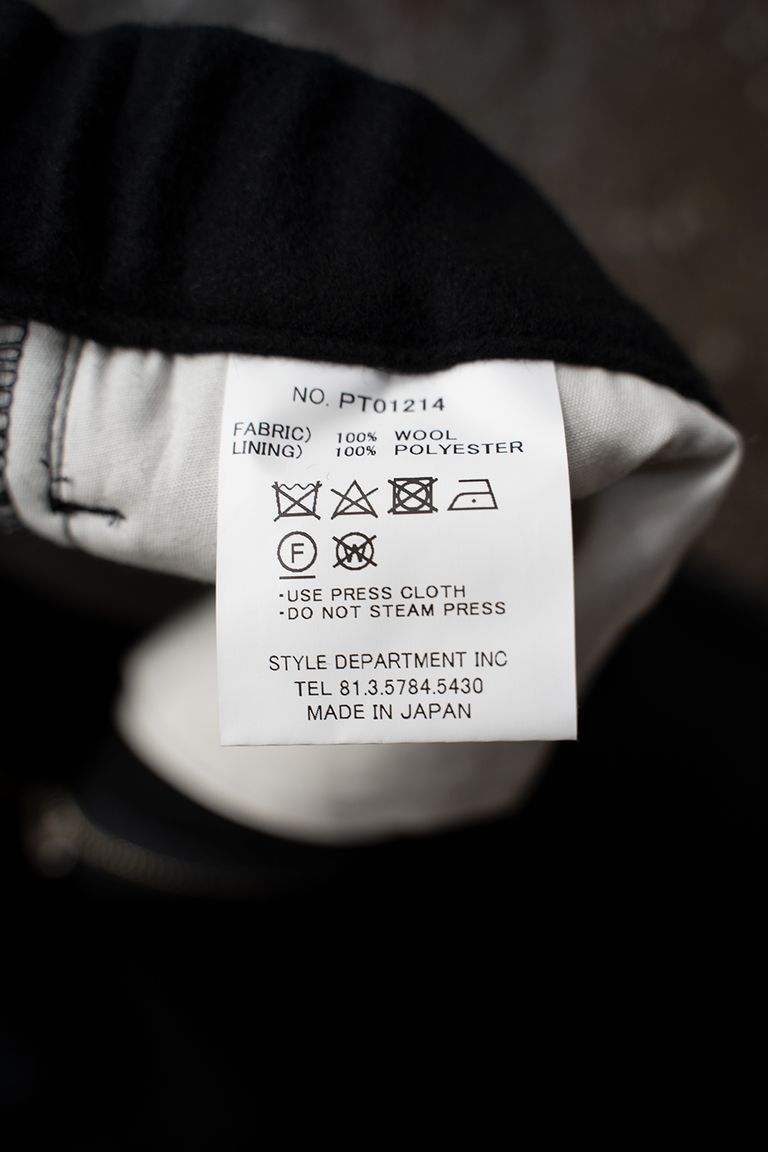 NO. PT01214
FABRIC) 100% WOOL
LINING) 100% POLYESTER
F W
-USE PRESS CLOTH
-DO NOT STEAM PRESS
STYLE DEPARTMENT INC
TEL 81.3.5784.5430
MADE IN JAPAN